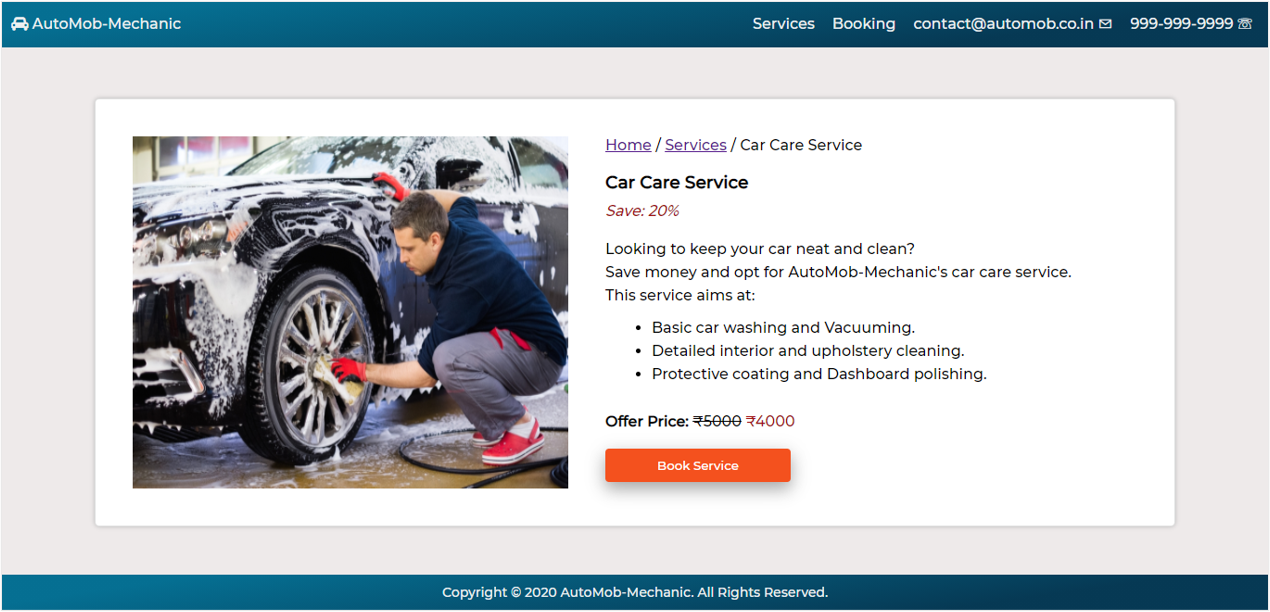 AutoMob-Mechanic
Services Booking contact@automob.co.in 999-999-9999
Home / Services / Car Care Service
Car Care Service
Save: 20%
Looking to keep your car neat and clean?
Save money and opt for AutoMob-Mechanic's car care service.
This service aims at:
• Basic car washing and Vacuuming.
• Detailed interior and upholstery cleaning.
• Protective coating and Dashboard polishing.
Offer Price: ₹5000 ₹4000
Book Service
Copyright © 2020 AutoMob-Mechanic. All Rights Reserved.